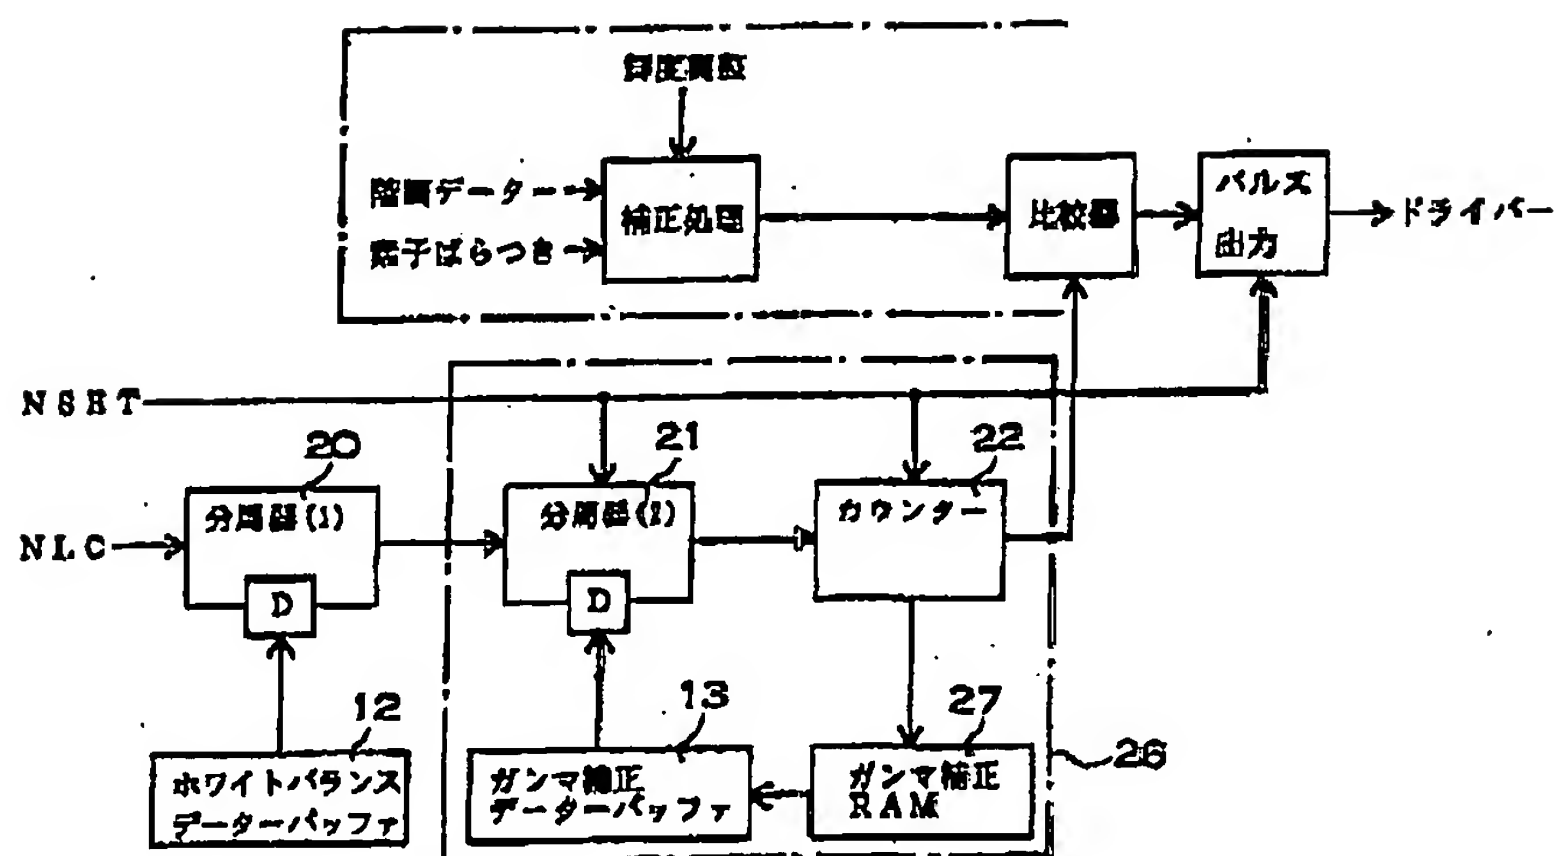 輝度調整
階調データー
補正処理
素子ばらつき
比較器
パルス
出力
ドライバー
NSET
20
21
22
分周器(1)
分周器(2)
カウンター
NLC
D
D
12
13
27
26
ホワイトバランス
データーバッファ
ガンマ補正
データーバッファ
ガンマ補正
RAM